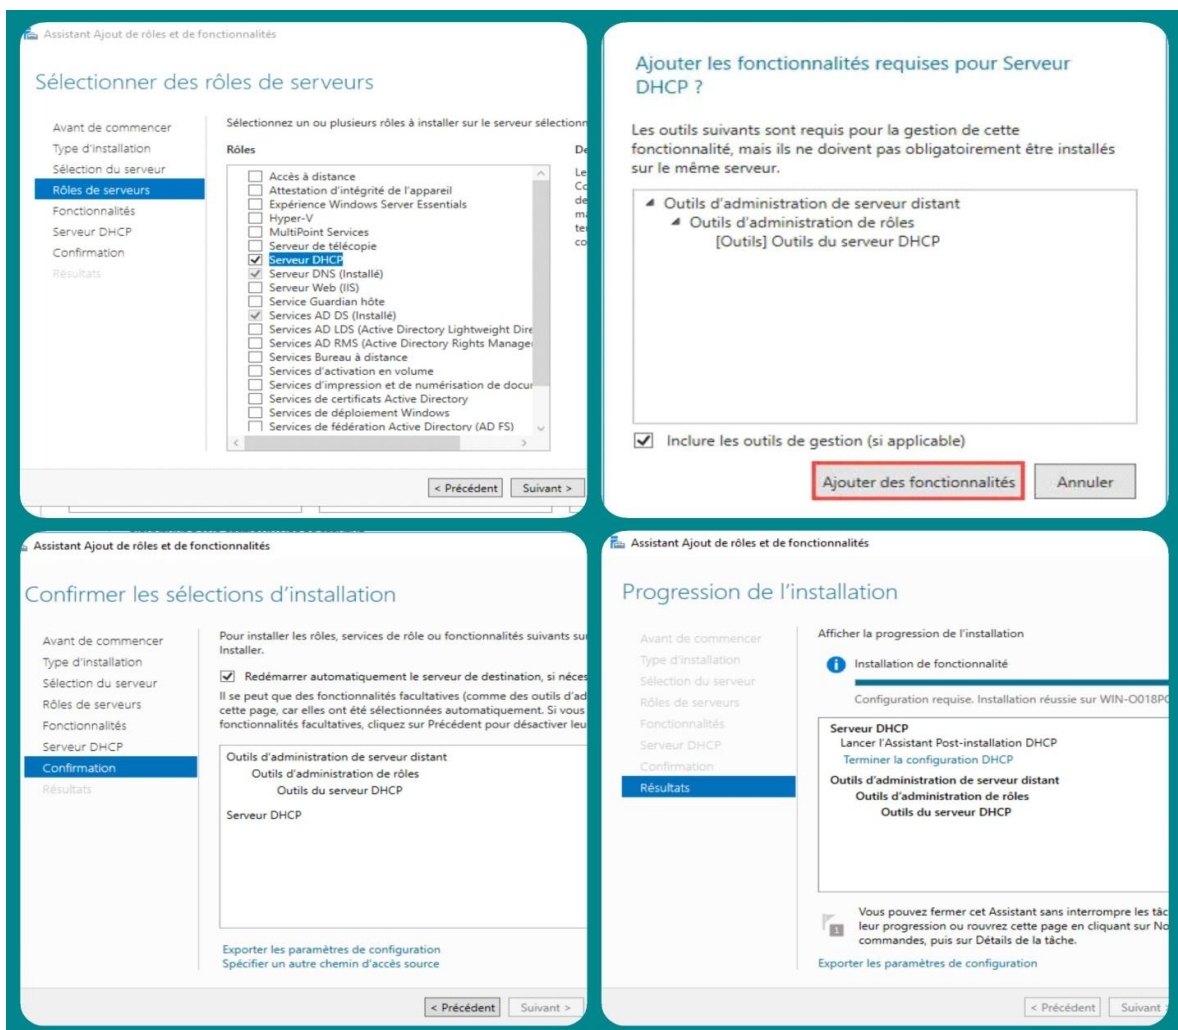 Assistant Ajout de rôles et de fonctionnalités
Sélectionner des rôles de serveurs
Avant de commencer
Type d'installation
Sélection du serveur
Rôles de serveurs
Fonctionnalités
Serveur DHCP
Confirmation
Résultats
Sélectionnez un ou plusieurs rôles à installer sur le serveur sélectionn
Rôles
De
Le
Co
de
ma
ter
co
Accès à distance
Attestation d'intégrité de l'appareil
Expérience Windows Server Essentials
Hyper-V
MultiPoint Services
Serveur de télécopie
Serveur DHCP
Serveur DNS (Installé)
Serveur Web (IIS)
Service Guardian hôte
Services AD DS (Installé)
Services AD LDS (Active Directory Lightweight Dire
Services AD RMS (Active Directory Rights Manage
Services Bureau à distance
Services d'activation en volume
Services d'impression et de numérisation de docu
Services de certificats Active Directory
Services de déploiement Windows
Services de fédération Active Directory (AD FS)
< Précédent
Suivant >
Ajouter les fonctionnalités requises pour Serveur
DHCP ?
Les outils suivants sont requis pour la gestion de cette
fonctionnalité, mais ils ne doivent pas obligatoirement être installés
sur le même serveur.
Outils d'administration de serveur distant
Outils d'administration de rôles
[Outils] Outils du serveur DHCP
Inclure les outils de gestion (si applicable)
Ajouter des fonctionnalités
Annuler
Assistant Ajout de rôles et de fonctionnalités
Confirmer les sélections d'installation
Avant de commencer
Type d'installation
Sélection du serveur
Rôles de serveurs
Fonctionnalités
Serveur DHCP
Confirmation
Résultats
Pour installer les rôles, services de rôle ou fonctionnalités suivants su
Installer.
Redémarrer automatiquement le serveur de destination, si néces
Il se peut que des fonctionnalités facultatives (comme des outils d'ad
cette page, car elles ont été sélectionnées automatiquement. Si vous
fonctionnalités facultatives, cliquez sur Précédent pour désactiver leu
Outils d'administration de serveur distant
Outils d'administration de rôles
Outils du serveur DHCP
Serveur DHCP
Exporter les paramètres de configuration
Spécifier un autre chemin d'accès source
< Précédent
Suivant >
Assistant Ajout de rôles et de fonctionnalités
Progression de l'installation
Avant de commencer
Type d'installation
Sélection du serveur
Rôles de serveurs
Fonctionnalités
Serveur DHCP
Confirmation
Résultats
Afficher la progression de l'installation
Installation de fonctionnalité
Configuration requise. Installation réussie sur WIN-O018PO
Serveur DHCP
Lancer l'Assistant Post-installation DHCP
Terminer la configuration DHCP
Outils d'administration de serveur distant
Outils d'administration de rôles
Outils du serveur DHCP
1
Vous pouvez fermer cet Assistant sans interrompre les tâc
leur progression ou rouvrez cette page en cliquant sur No
commandes, puis sur Détails de la tâche.
Exporter les paramètres de configuration
< Précédent
Suivant >